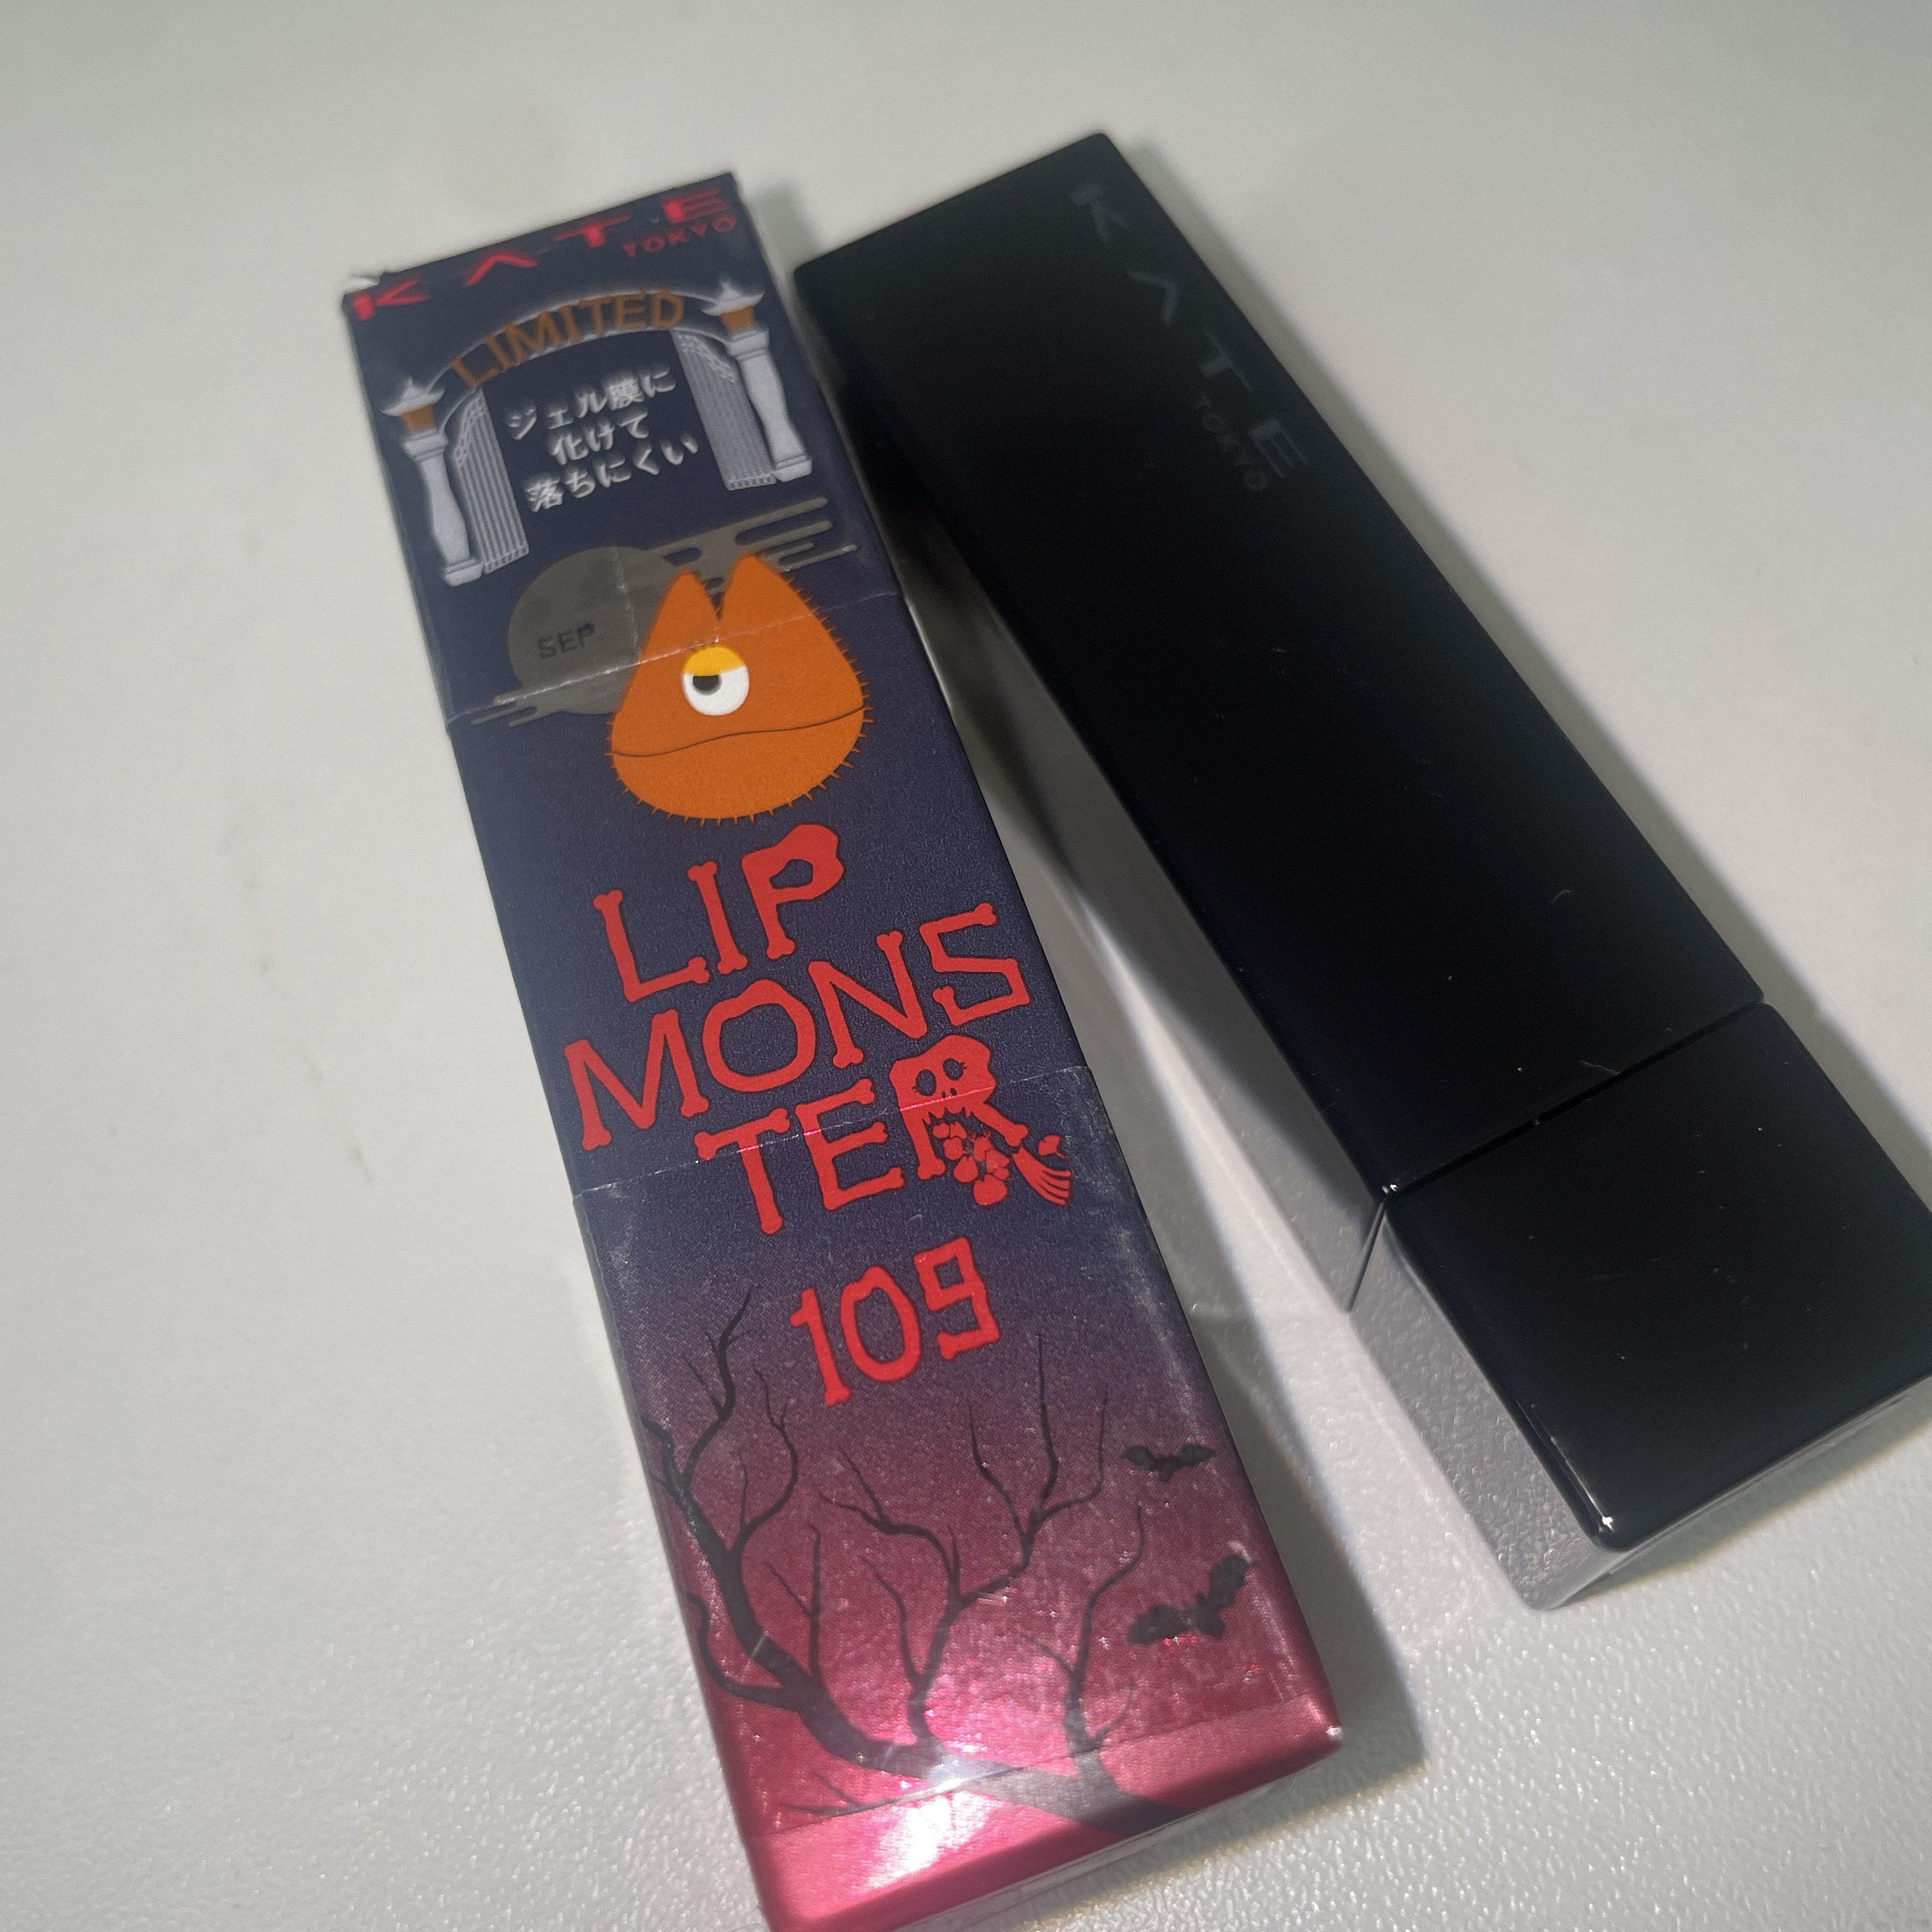 KATE
TOKYO
LIMITED
ジェル膜に
化けて
落ちにくい
SEP.
LIP
MONS
TER
109
KATE
TOKYO